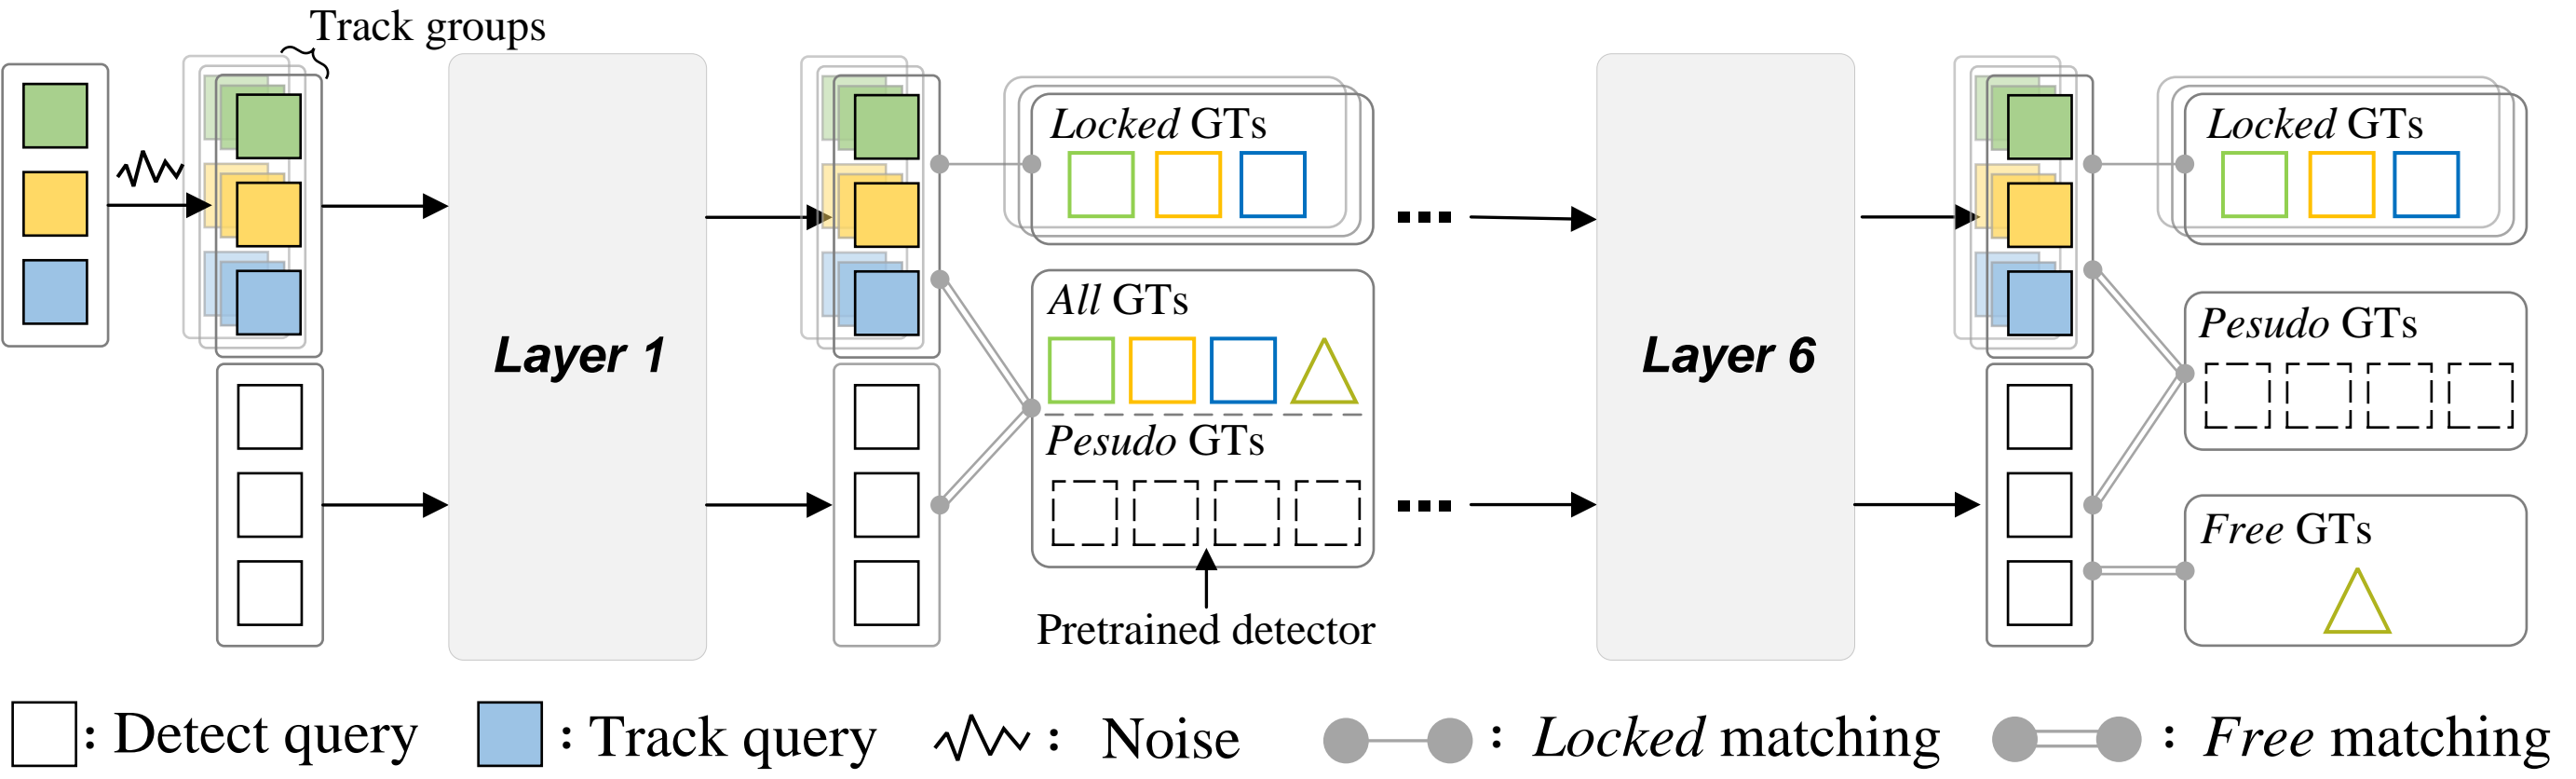 Track groups
Layer 1
Locked GTs
All GTs
Pesudo GTs
Pretrained detector
Layer 6
Locked GTs
Pesudo GTs
Free GTs
: Detect query : Track query : Noise : Locked matching : Free matching